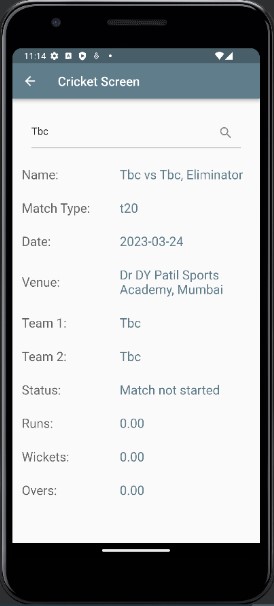 11:14
Cricket Screen
Tbc
Name: Tbc vs Tbc, Eliminator
Match Type: t20
Date: 2023-03-24
Venue: Dr DY Patil Sports
Academy, Mumbai
Team 1: Tbc
Team 2: Tbc
Status: Match not started
Runs: 0.00
Wickets: 0.00
Overs: 0.00